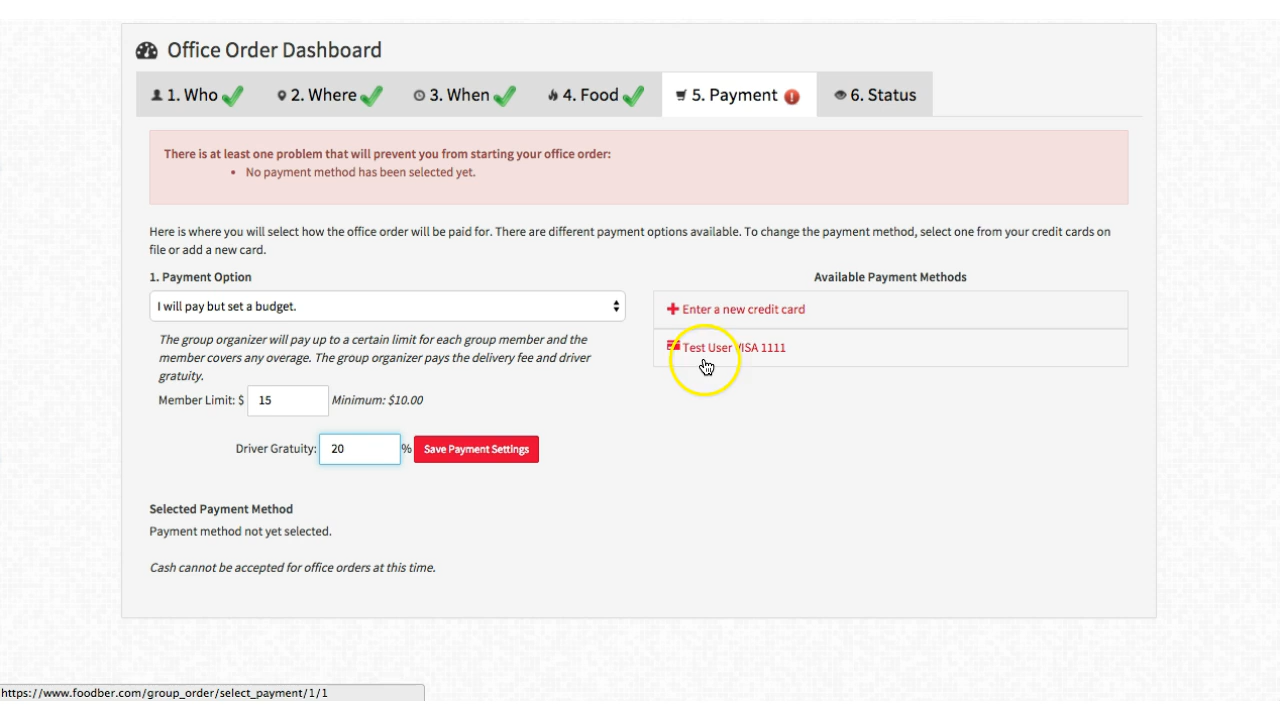 Office Order Dashboard
1. Who
2. Where
3. When
4. Food
5. Payment
6. Status
There is at least one problem that will prevent you from starting your office order:
• No payment method has been selected yet.
Here is where you will select how the office order will be paid for. There are different payment options available. To change the payment method, select one from your credit cards on
file or add a new card.
1. Payment Option
I will pay but set a budget.
The group organizer will pay up to a certain limit for each group member and the
member covers any overage. The group organizer pays the delivery fee and driver
gratuity.
Member Limit: $ 15 Minimum: $10.00
Driver Gratuity: 20 % Save Payment Settings
Available Payment Methods
Enter a new credit card
Test User VISA 1111
Selected Payment Method
Payment method not yet selected.
Cash cannot be accepted for office orders at this time.
https://www.foodber.com/group_order/select_payment/1/1